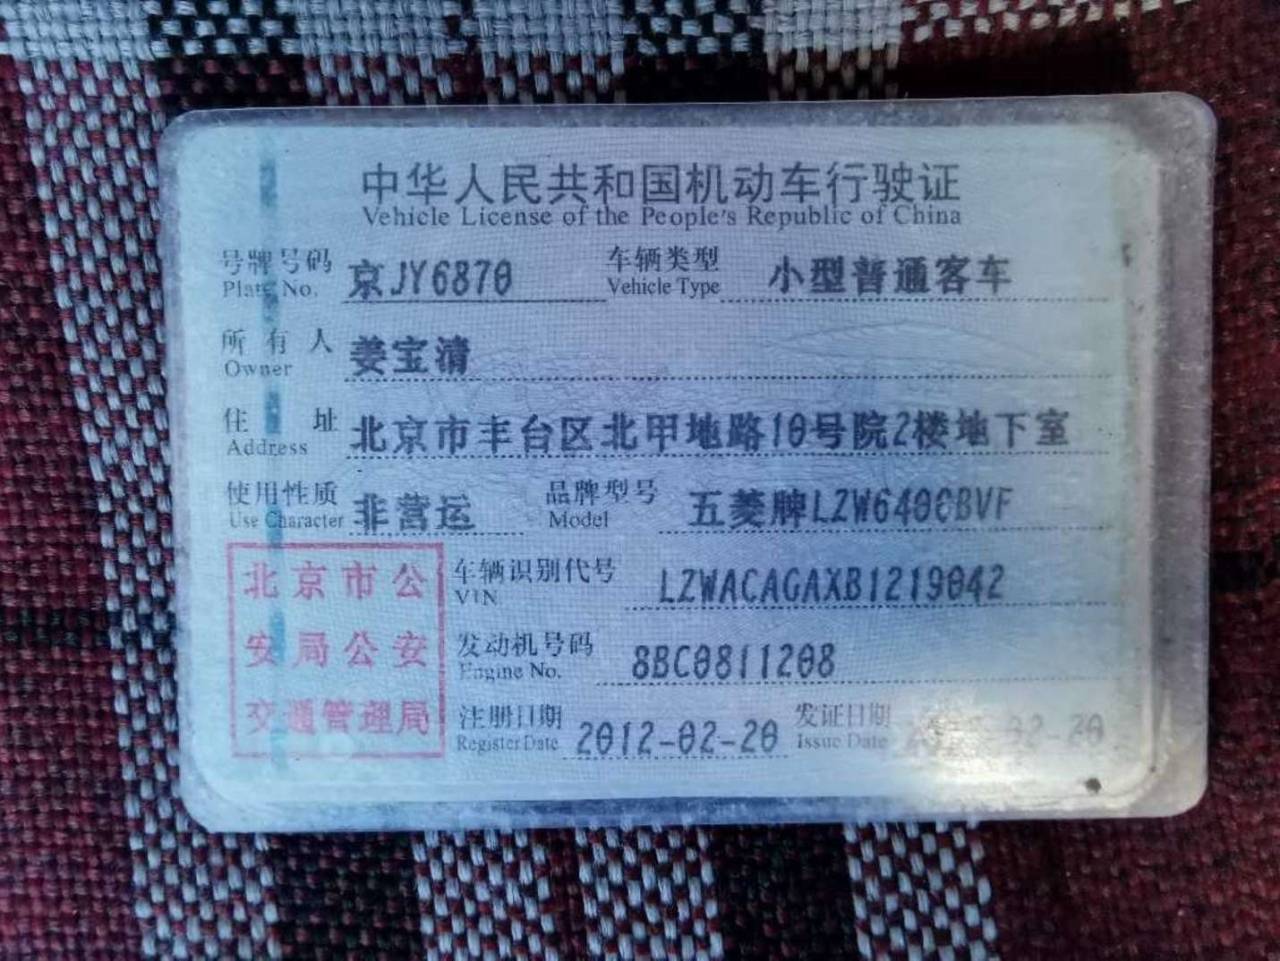 中华人民共和国机动车行驶证
Vehicle License of the People's Republic of China
号牌号码 京JY6870 车辆类型 小型普通客车
Plate No. Vehicle Type
所有人 姜宝清
Owner
住址 北京市丰台区北甲地路10号院2楼地下室
Address
使用性质 非营运 品牌型号 五菱牌LZW6406BVF
Use Character Model
北京市公安局公安交通管理局
车辆识别代号 LZWACAGAXB1219042
VIN
发动机号码 8BC0811208
Engine No.
注册日期 2012-02-20 发证日期 02-20
Register Date Issue Date